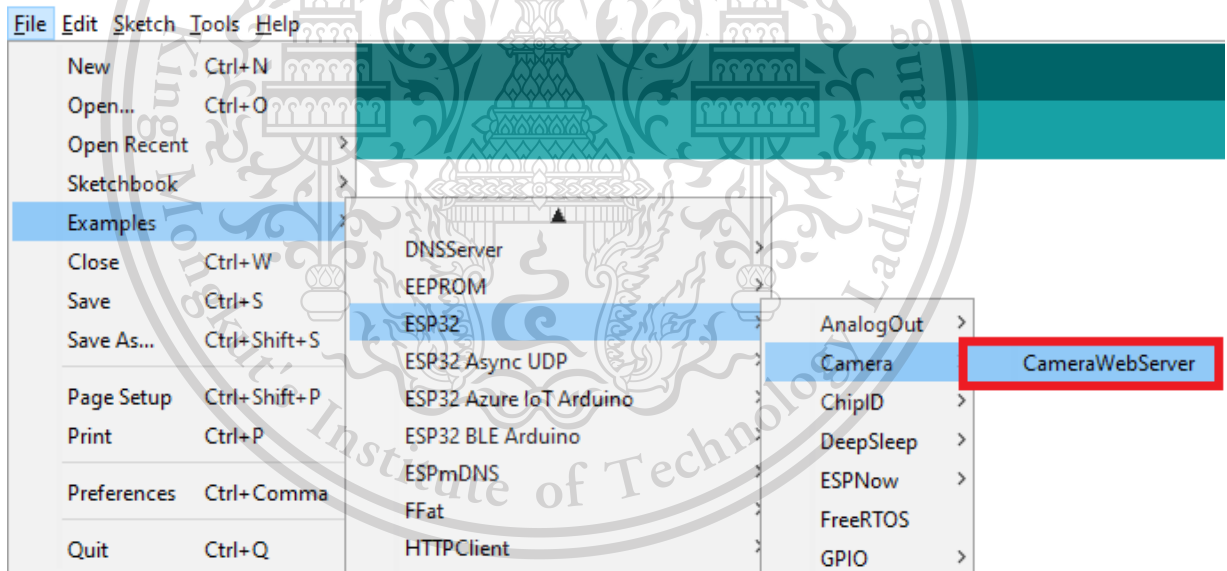 File Edit Sketch Tools Help
New Ctrl+N
Open... Ctrl+O
Open Recent
Sketchbook
Examples
Close Ctrl+W
Save Ctrl+S
Save As... Ctrl+Shift+S
Page Setup Ctrl+Shift+P
Print Ctrl+P
Preferences Ctrl+Comma
Quit Ctrl+Q
DNSServer
EEPROM
ESP32
ESP32 Async UDP
ESP32 Azure IoT Arduino
ESP32 BLE Arduino
ESPmDNS
FFat
HTTPClient
AnalogOut
Camera
ChipID
DeepSleep
ESPNow
FreeRTOS
GPIO
CameraWebServer
King Mongkut's Institute of Technology Ladkrabang